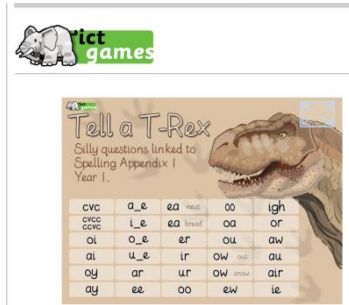 ict
games
ict
games
Tell a T-Rex
Silly questions linked to
Spelling Appendix 1
Year 1.
cvc a_e ea meat oo igh
cvcc
ccvc i_e ea bread oa or
oi o_e er ou aw
ai u_e ir ow out au
oy ar ur ow snow air
ay ee oo ew ie